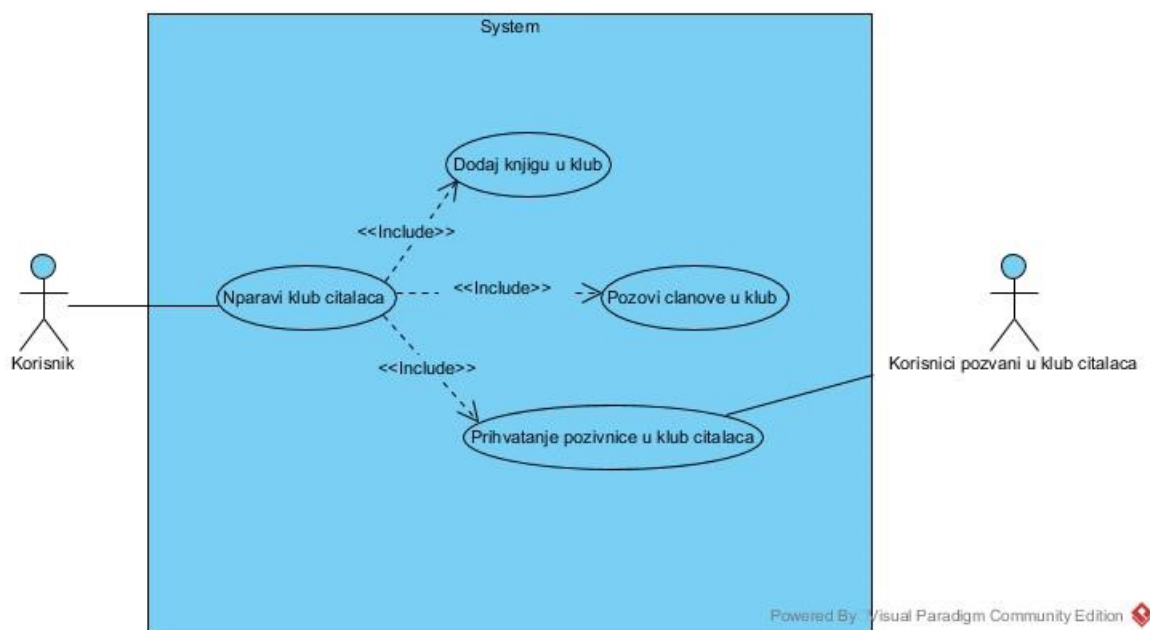 System
Dodaj knjigu u klub
<<Include>>
Nparavi klub citalaca
<<Include>>
Pozovi clanove u klub
Korisnik
<<Include>>
Korisnici pozvani u klub citalaca
Prihvatanje pozivnice u klub citalaca
Powered By Visual Paradigm Community Edition